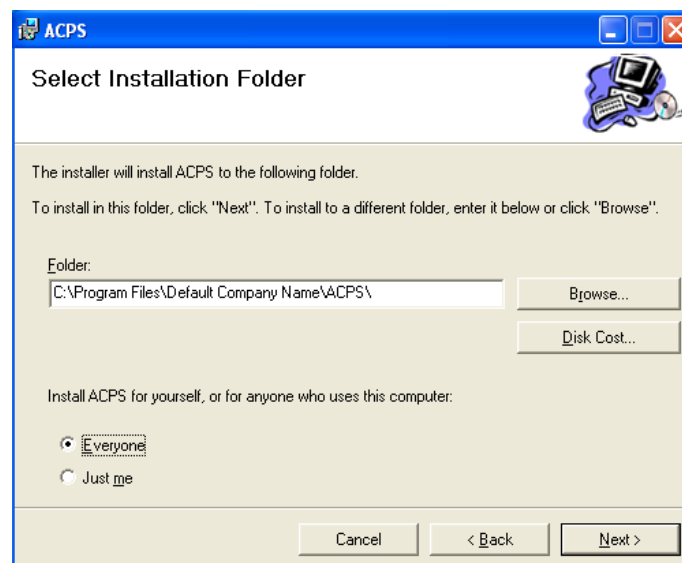 ACPS
Select Installation Folder
The installer will install ACPS to the following folder.
To install in this folder, click "Next". To install to a different folder, enter it below or click "Browse".
Folder:
C:\Program Files\Default Company Name\ACPS\
Browse...
Disk Cost...
Install ACPS for yourself, or for anyone who uses this computer:
Everyone
Just me
Cancel < Back Next >